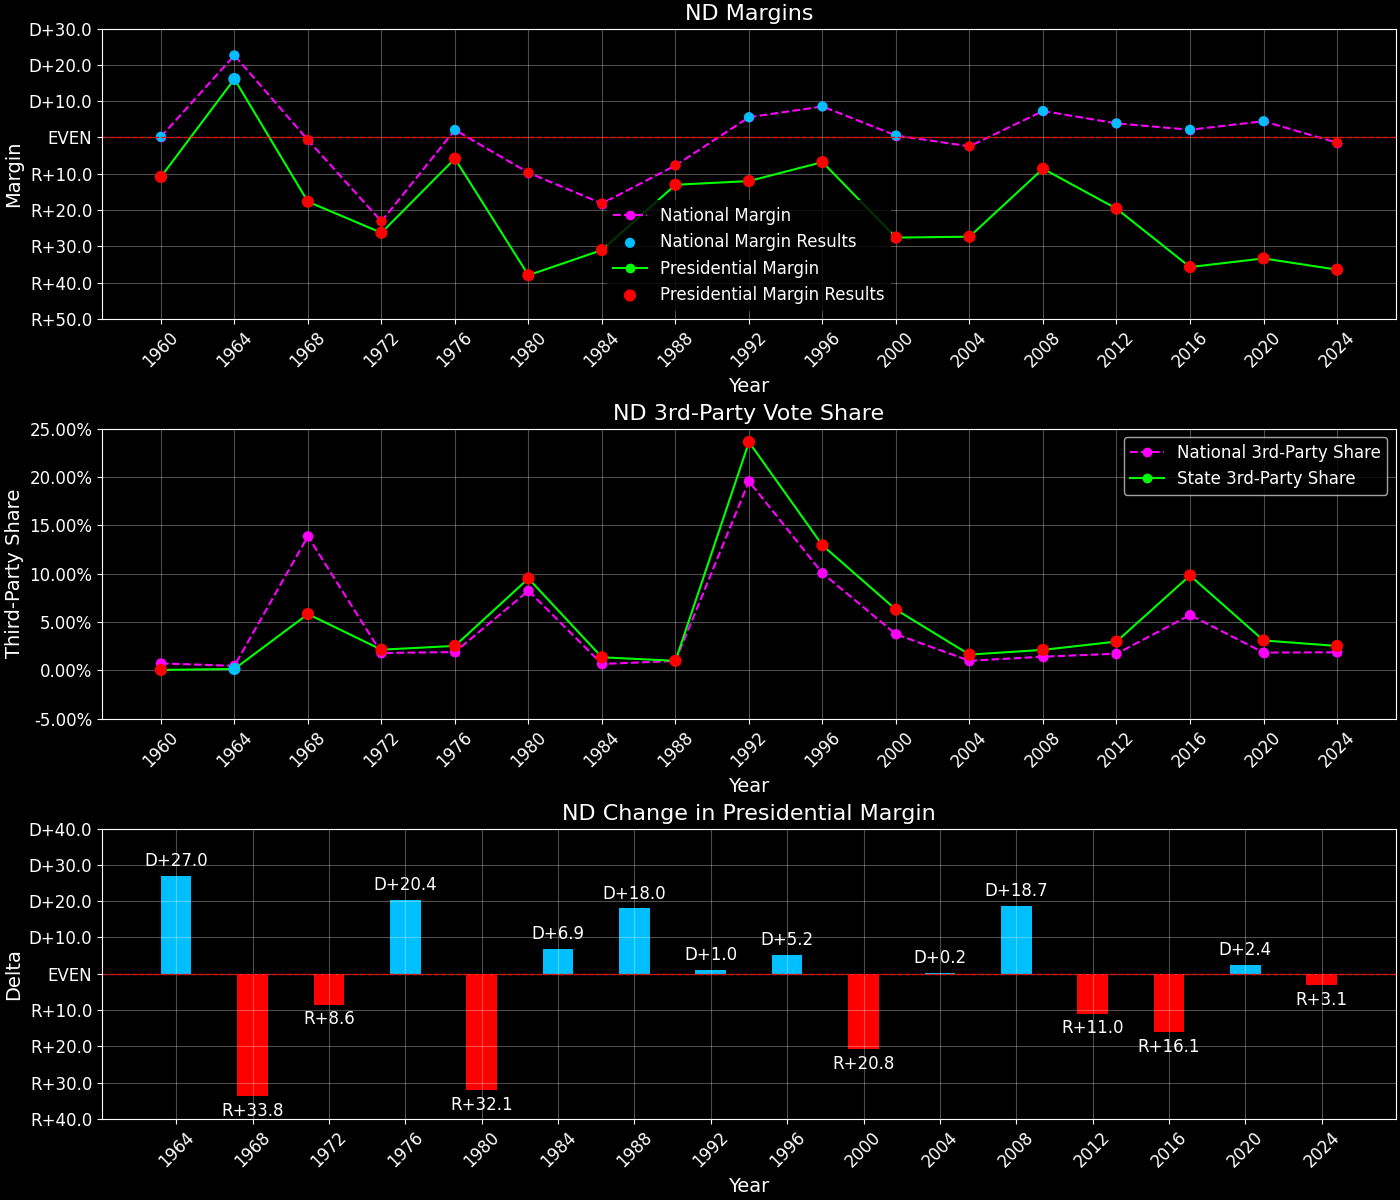 ND Margins
D+30.0
D+20.0
D+10.0
EVEN
R+10.0
R+20.0
R+30.0
R+40.0
R+50.0
Margin
National Margin
National Margin Results
Presidential Margin
Presidential Margin Results
1960 1964 1968 1972 1976 1980 1984 1988 1992 1996 2000 2004 2008 2012 2016 2020 2024
Year
ND 3rd-Party Vote Share
25.00%
20.00%
15.00%
10.00%
5.00%
0.00%
-5.00%
Third-Party Share
National 3rd-Party Share
State 3rd-Party Share
1960 1964 1968 1972 1976 1980 1984 1988 1992 1996 2000 2004 2008 2012 2016 2020 2024
Year
ND Change in Presidential Margin
D+40.0
D+30.0
D+20.0
D+10.0
EVEN
R+10.0
R+20.0
R+30.0
R+40.0
Delta
D+27.0
R+33.8
R+8.6
D+20.4
R+32.1
D+6.9
D+18.0
D+1.0
D+5.2
R+20.8
D+0.2
D+18.7
R+11.0
R+16.1
D+2.4
R+3.1
1964 1968 1972 1976 1980 1984 1988 1992 1996 2000 2004 2008 2012 2016 2020 2024
Year